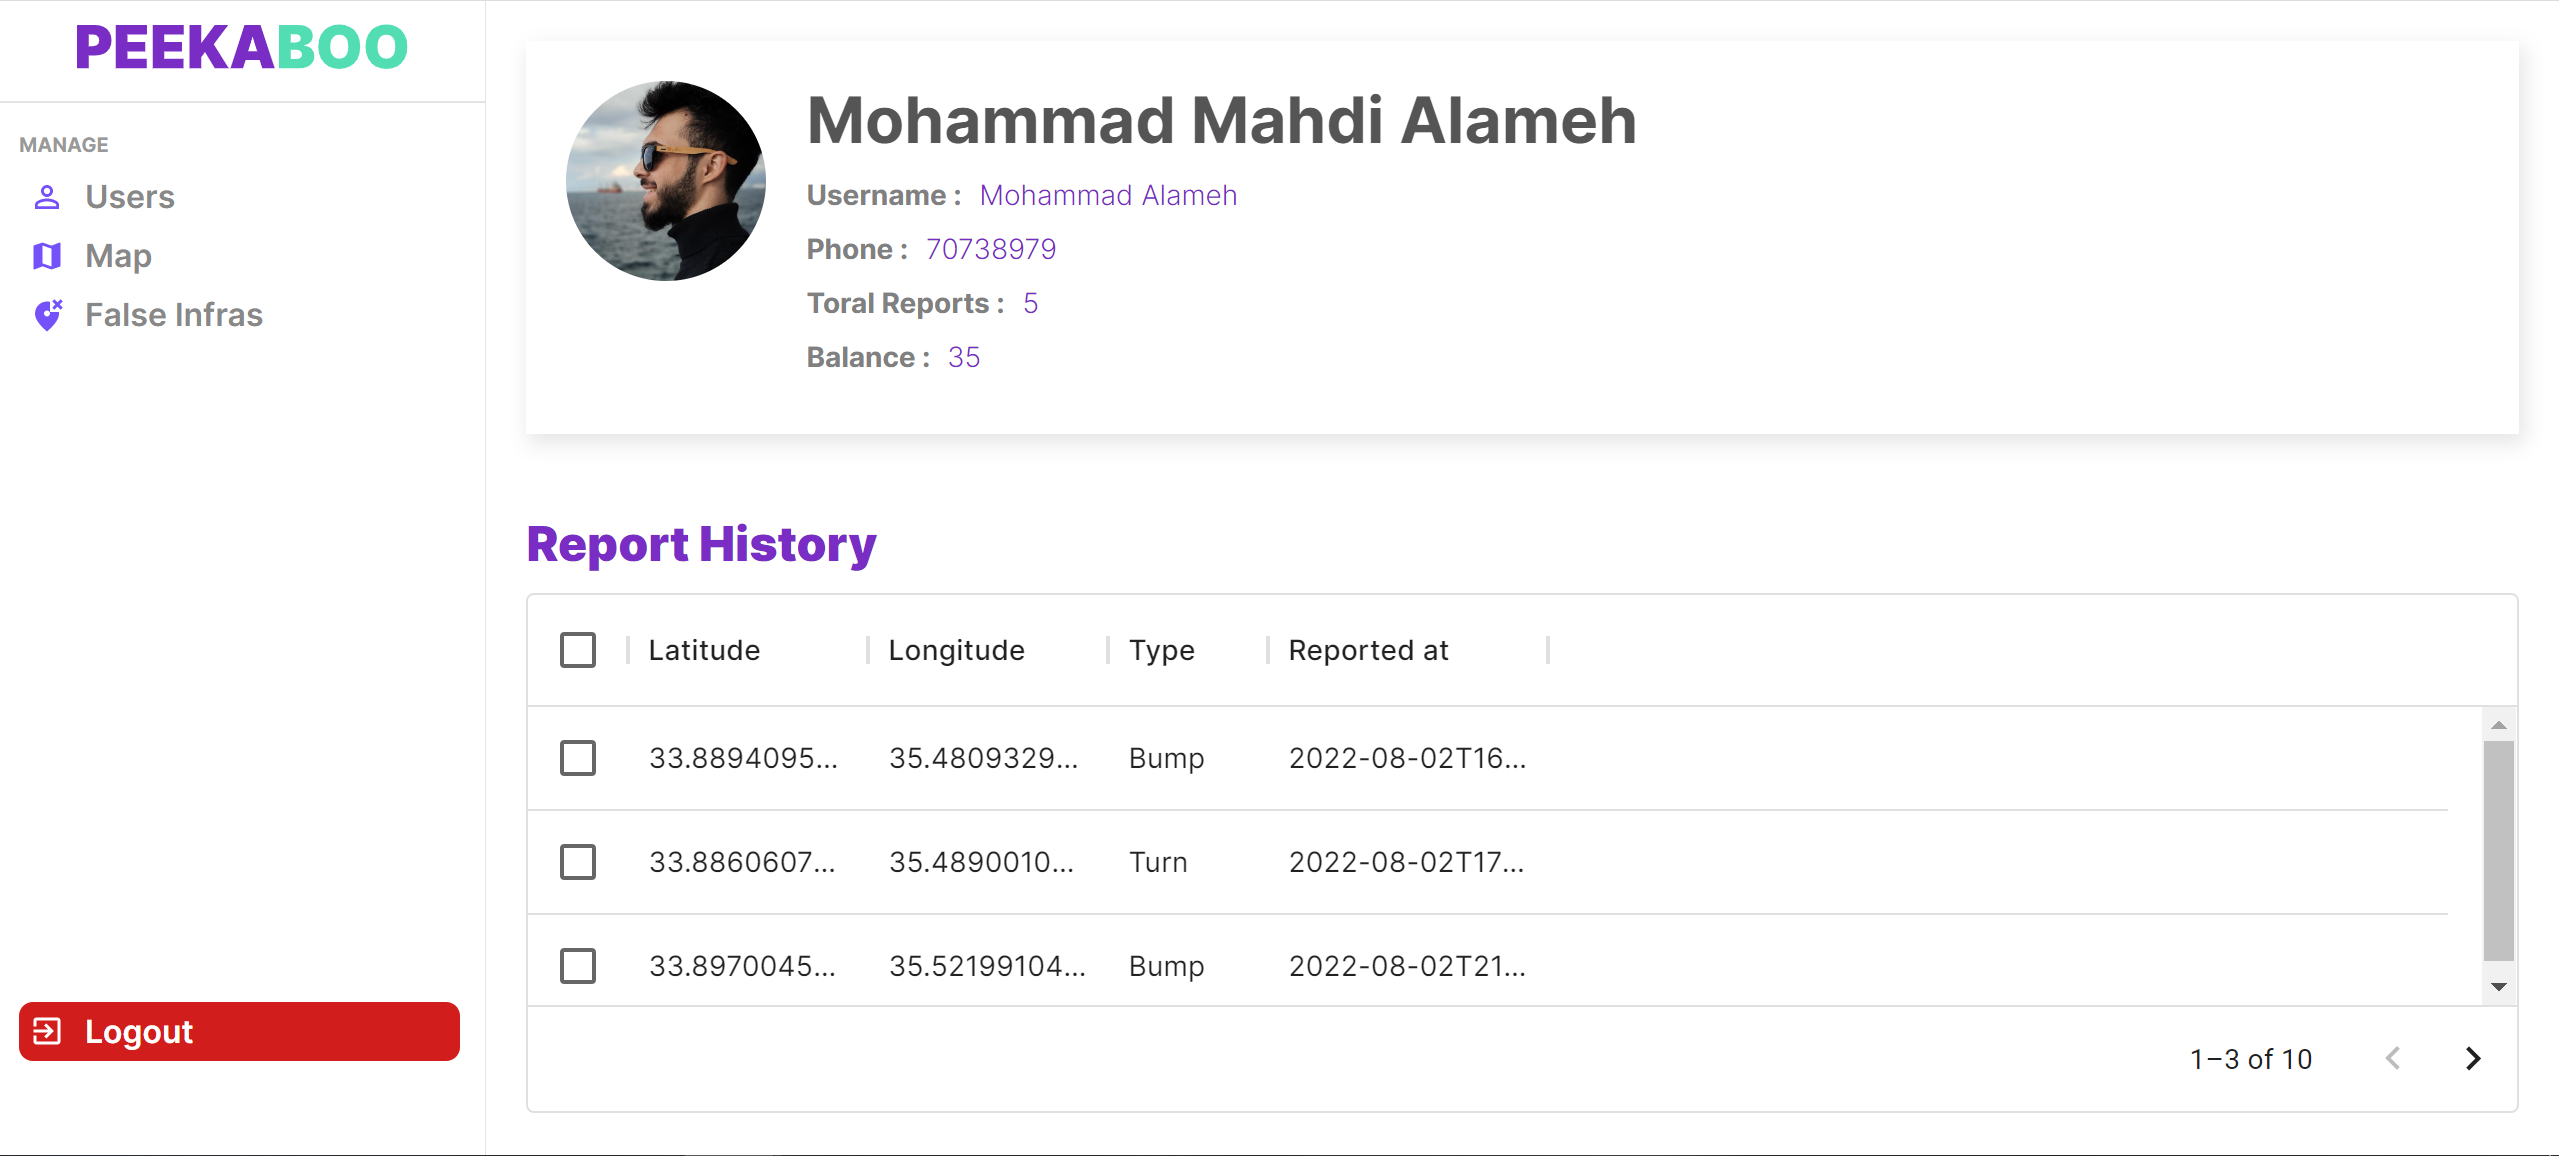 PEEKABOO
MANAGE
Users
Map
False Infras
Logout
Mohammad Mahdi Alameh
Username : Mohammad Alameh
Phone : 70738979
Toral Reports : 5
Balance : 35
Report History
Latitude Longitude Type Reported at
33.8894095... 35.4809329... Bump 2022-08-02T16...
33.8860607... 35.4890010... Turn 2022-08-02T17...
33.8970045... 35.52199104... Bump 2022-08-02T21...
1–3 of 10